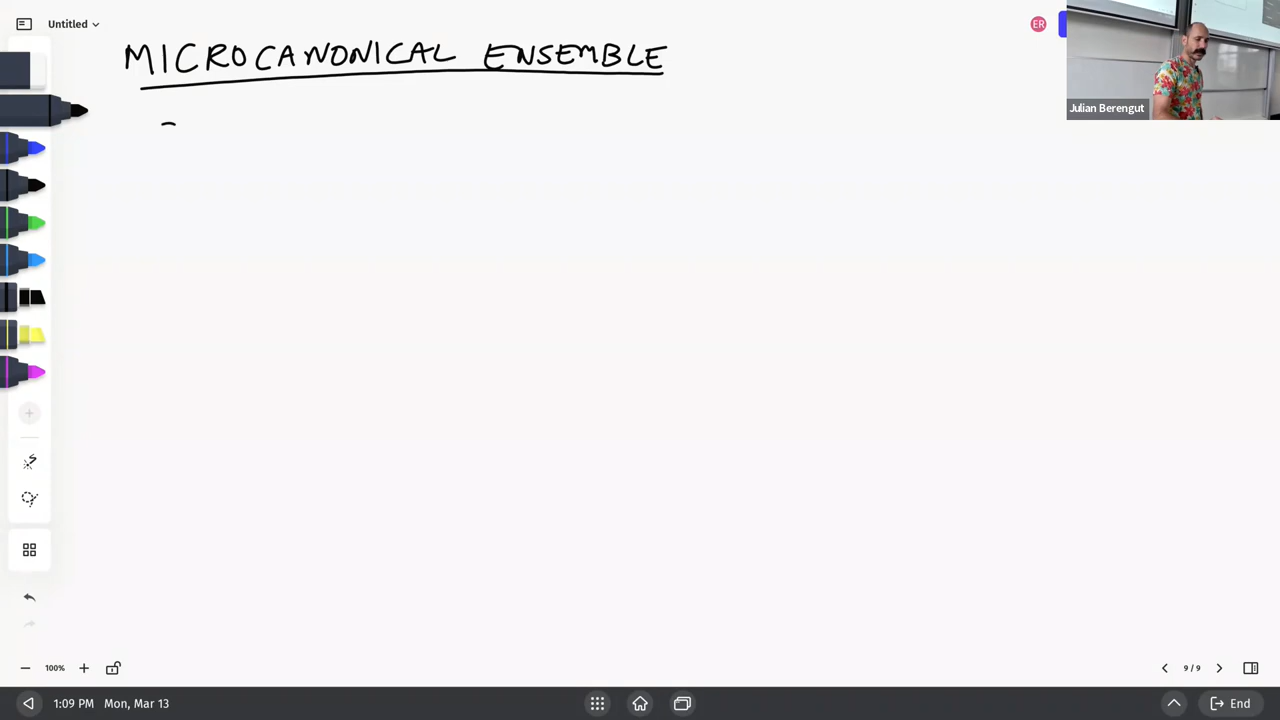 Untitled
ER
MICROCANONICAL ENSEMBLE
Julian Berengut
100%
9 / 9
1:09 PM Mon, Mar 13
End